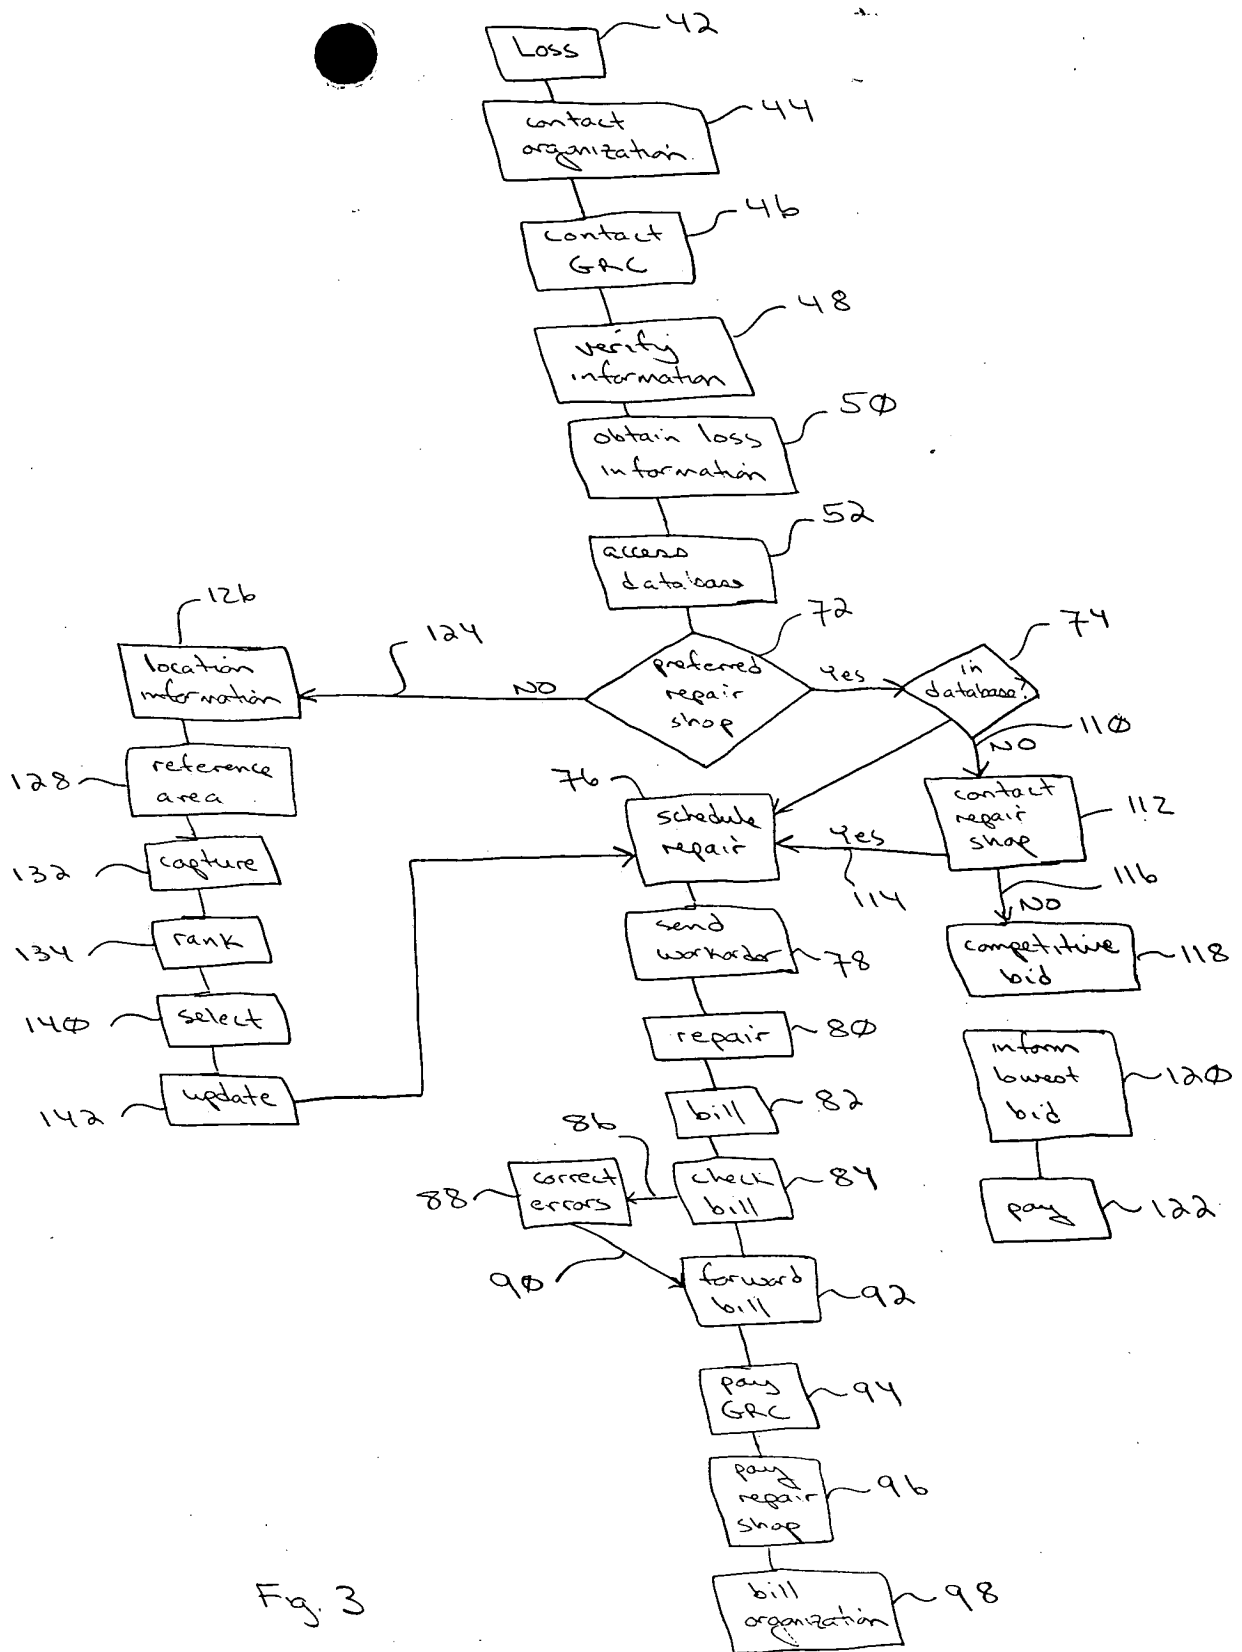 42
Loss
44
contact
organization.
46
contact
GRC
48
verify
information
50
obtain loss
information
52
access
database
72
preferred
repair
shop
Yes
74
in
database?
124
NO
126
location
information
128
reference
area
132
capture
134
rank
140
select
142
update
110
NO
76
schedule
repair
contact
repair
shop
112
Yes
114
116
NO
send
workorder
78
competitive
bid
118
repair
80
inform
lowest
bid
120
bill
82
86
88
correct
errors
check
bill
84
pay
122
90
forward
bill
92
pay
GRC
94
pay
repair
shop
96
bill
organization
98
Fig. 3